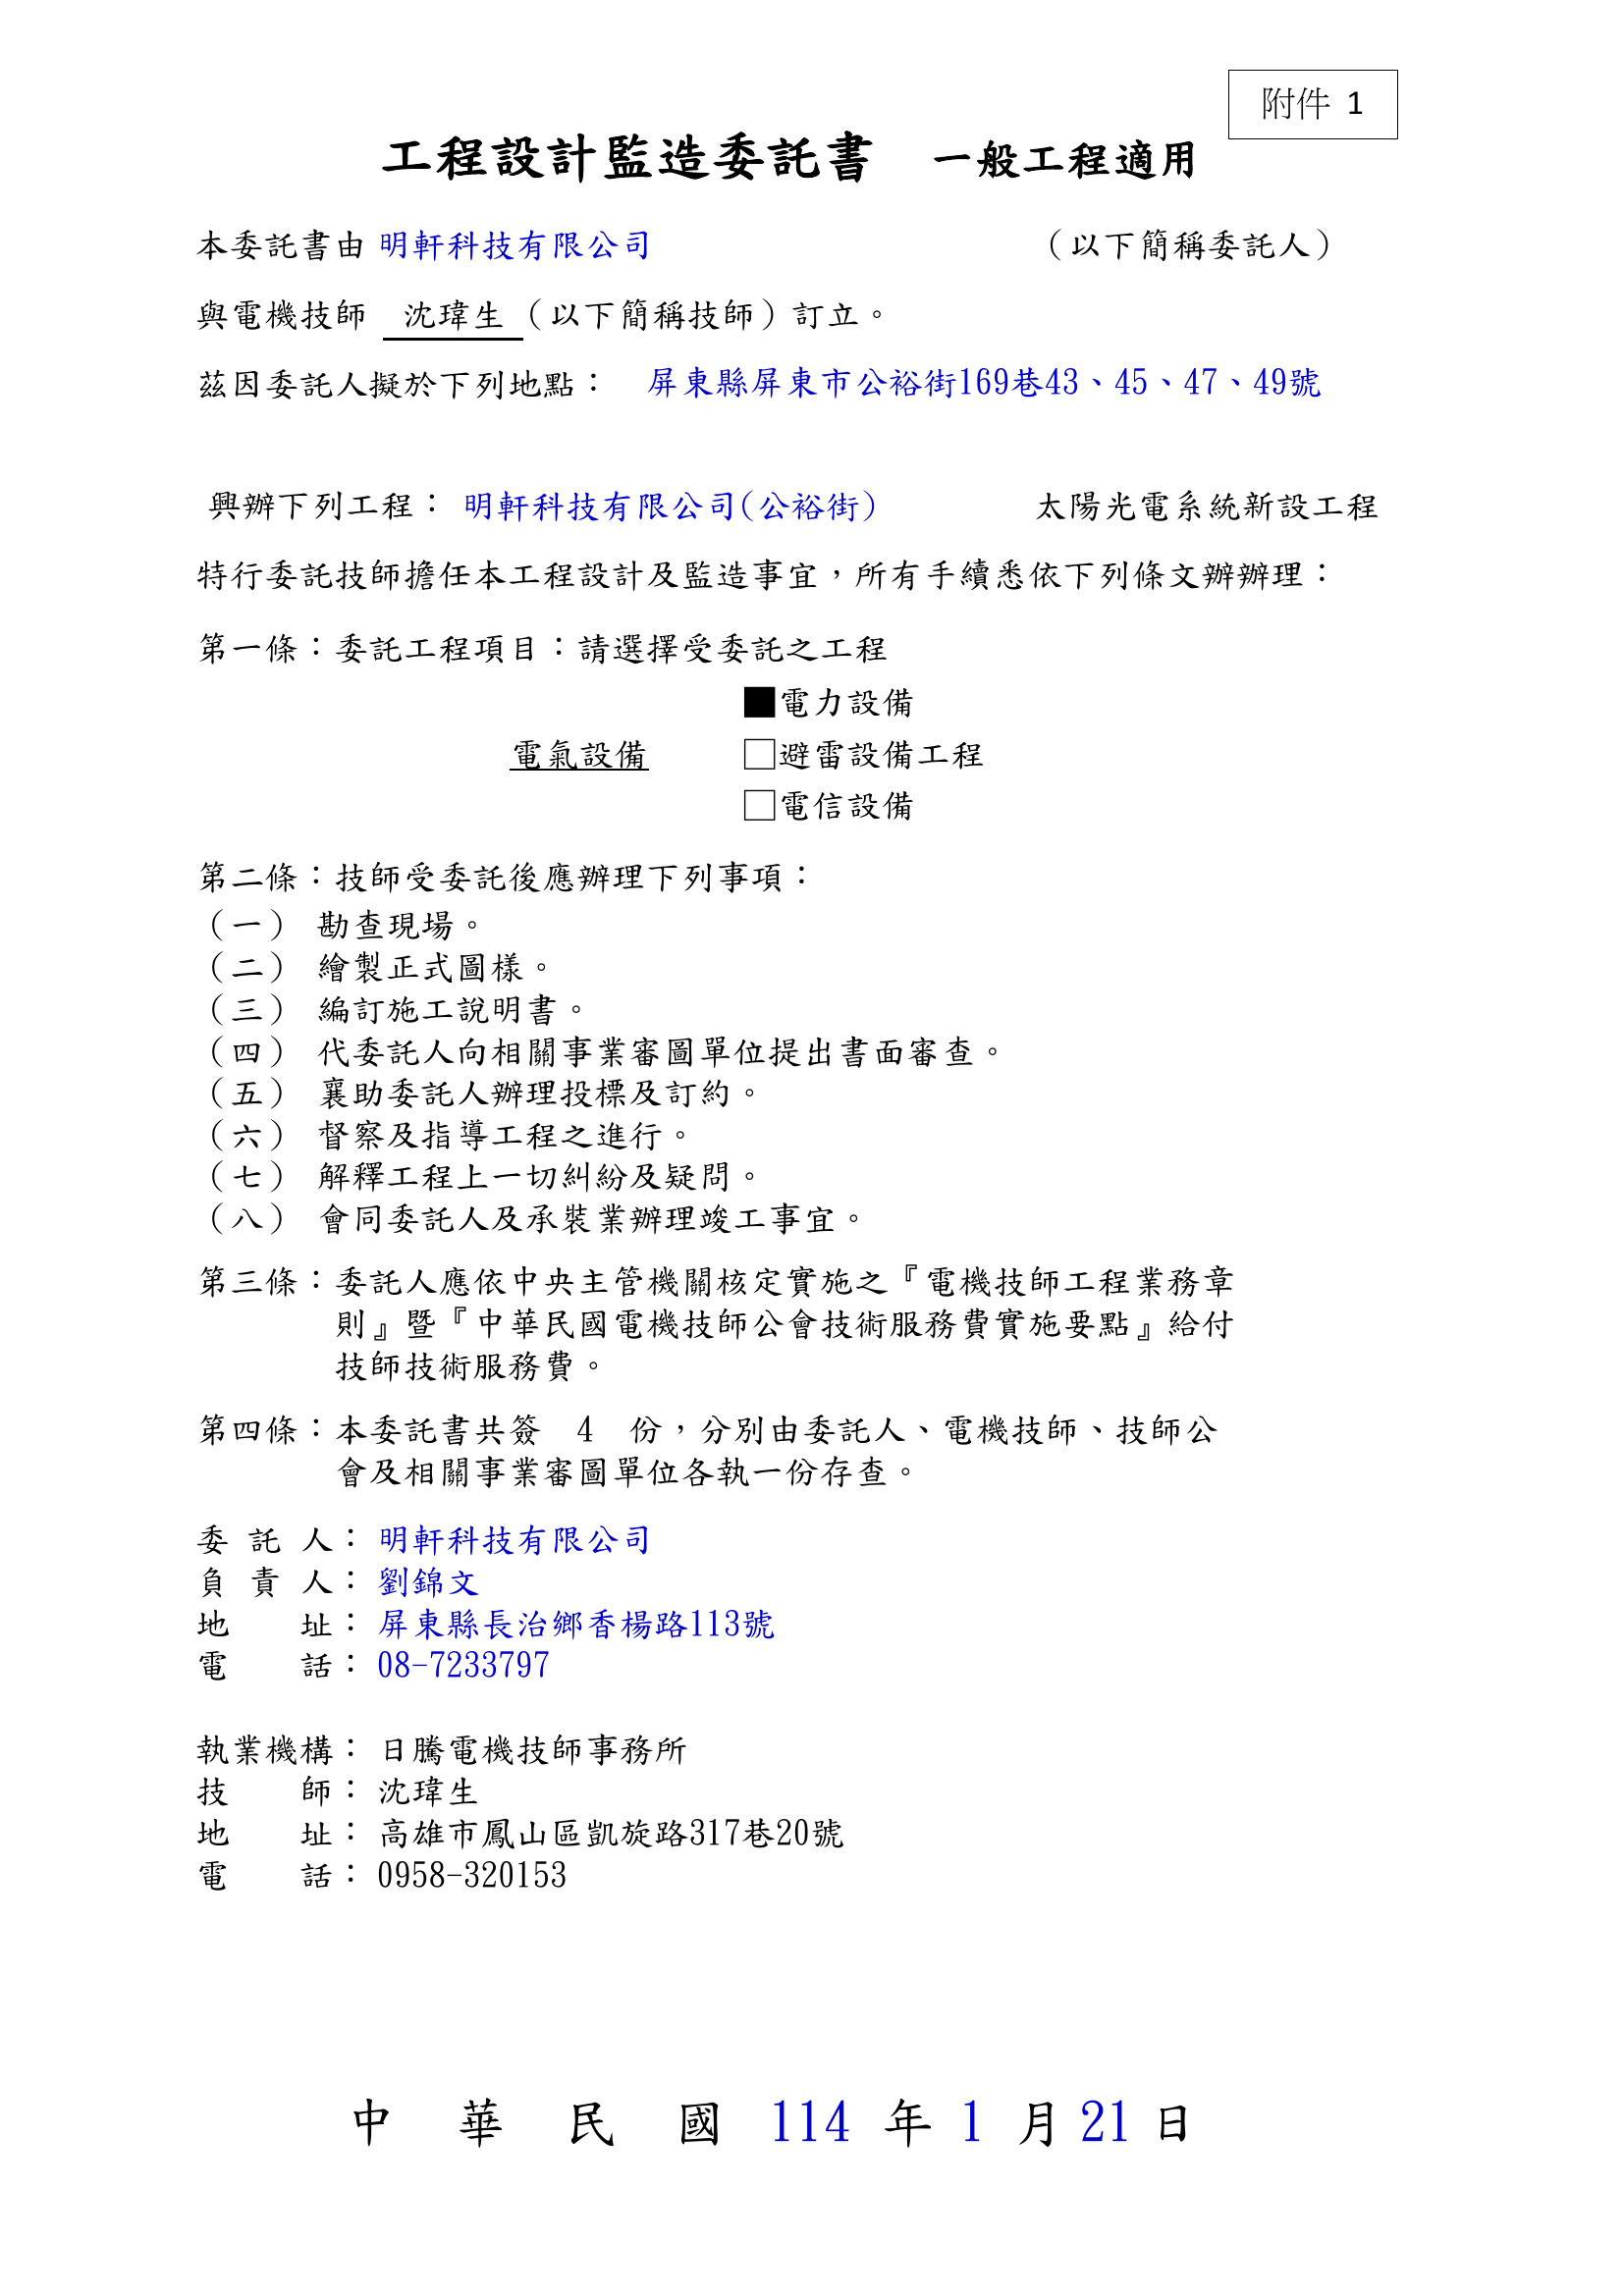 附件 1
工程設計監造委託書 一般工程適用
本委託書由 明軒科技有限公司 （以下簡稱委託人）
與電機技師 沈瑋生（以下簡稱技師）訂立。
茲因委託人擬於下列地點： 屏東縣屏東市公裕街169巷43、45、47、49號
興辦下列工程： 明軒科技有限公司(公裕街) 太陽光電系統新設工程
特行委託技師擔任本工程設計及監造事宜，所有手續悉依下列條文辦辦理：
第一條：委託工程項目：請選擇受委託之工程
■電力設備
電氣設備 □避雷設備工程
□電信設備
第二條：技師受委託後應辦理下列事項：
（一） 勘查現場。
（二） 繪製正式圖樣。
（三） 編訂施工說明書。
（四） 代委託人向相關事業審圖單位提出書面審查。
（五） 襄助委託人辦理投標及訂約。
（六） 督察及指導工程之進行。
（七） 解釋工程上一切糾紛及疑問。
（八） 會同委託人及承裝業辦理竣工事宜。
第三條：委託人應依中央主管機關核定實施之『電機技師工程業務章
則』暨『中華民國電機技師公會技術服務費實施要點』給付
技師技術服務費。
第四條：本委託書共簽 4 份，分別由委託人、電機技師、技師公
會及相關事業審圖單位各執一份存查。
委 託 人： 明軒科技有限公司
負 責 人： 劉錦文
地 址： 屏東縣長治鄉香楊路113號
電 話： 08-7233797
執業機構： 日騰電機技師事務所
技 師： 沈瑋生
地 址： 高雄市鳳山區凱旋路317巷20號
電 話： 0958-320153
中 華 民 國 114 年 1 月 21 日